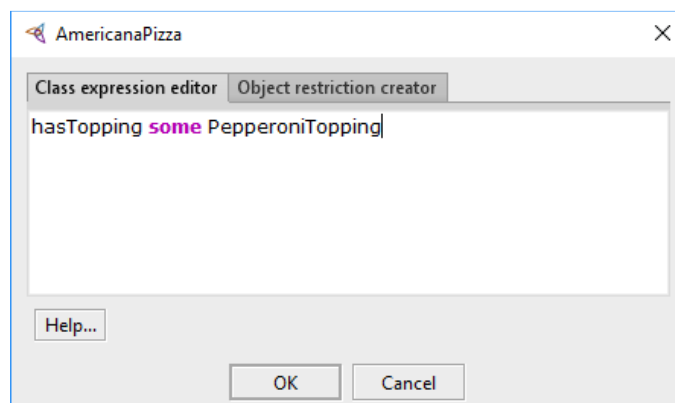 AmericanaPizza
Class expression editor Object restriction creator
hasTopping some PepperoniTopping
Help...
OK Cancel